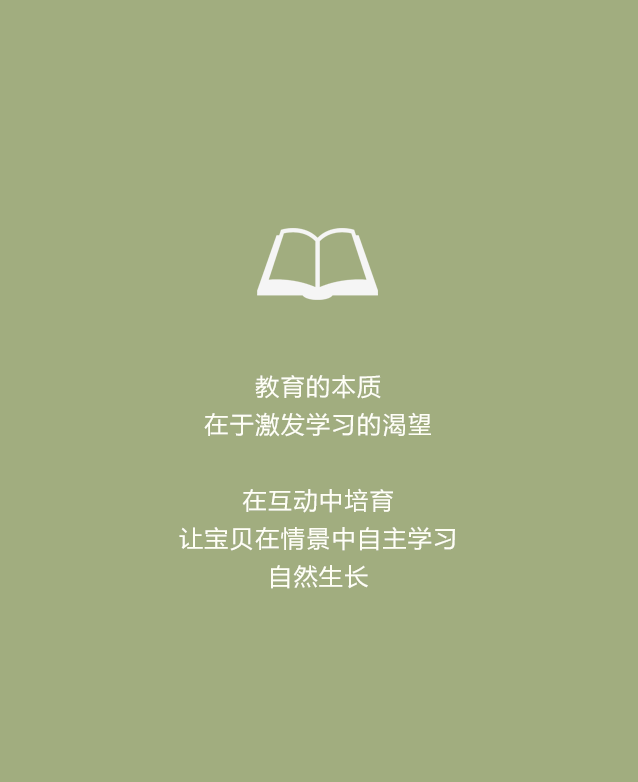 教育的本质
在于激发学习的渴望
在互动中培育
让宝贝在情景中自主学习
自然生长